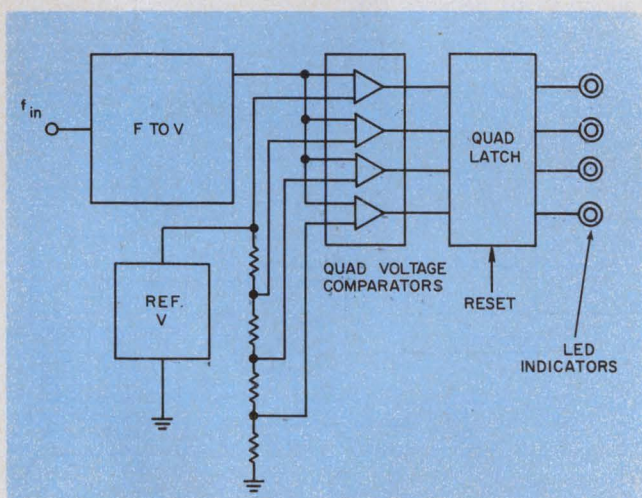 f in
F TO V
REF.
V
QUAD VOLTAGE
COMPARATORS
QUAD
LATCH
RESET
LED
INDICATORS